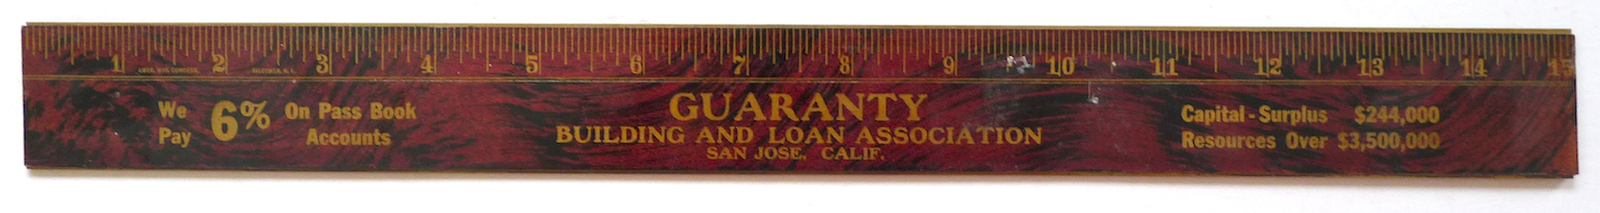 1 2 3 4 5 6 7 8 9 10 11 12 13 14 15
We Pay 6% On Pass Book Accounts
GUARANTY
BUILDING AND LOAN ASSOCIATION
SAN JOSE, CALIF.
Capital - Surplus $244,000
Resources Over $3,500,000